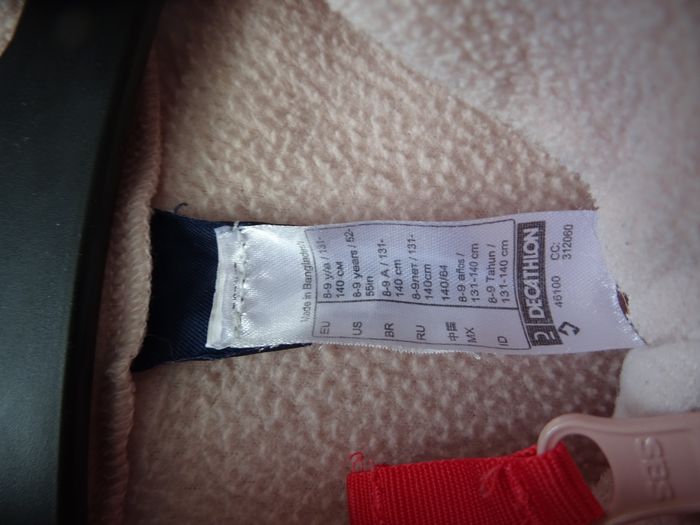 Made in Bangladesh
EU 8-9 y/a / 131-
140 см
US 8-9 years / 52-
55in
BR 8-9 A / 131-
140 cm
RU 8-9лет / 131-
140cm
中国 140/64
MX 8-9 años /
131-140 cm
ID 8-9 Tahun /
131-140 cm
2 DECATHLON
46100 CC:
312060
SBS